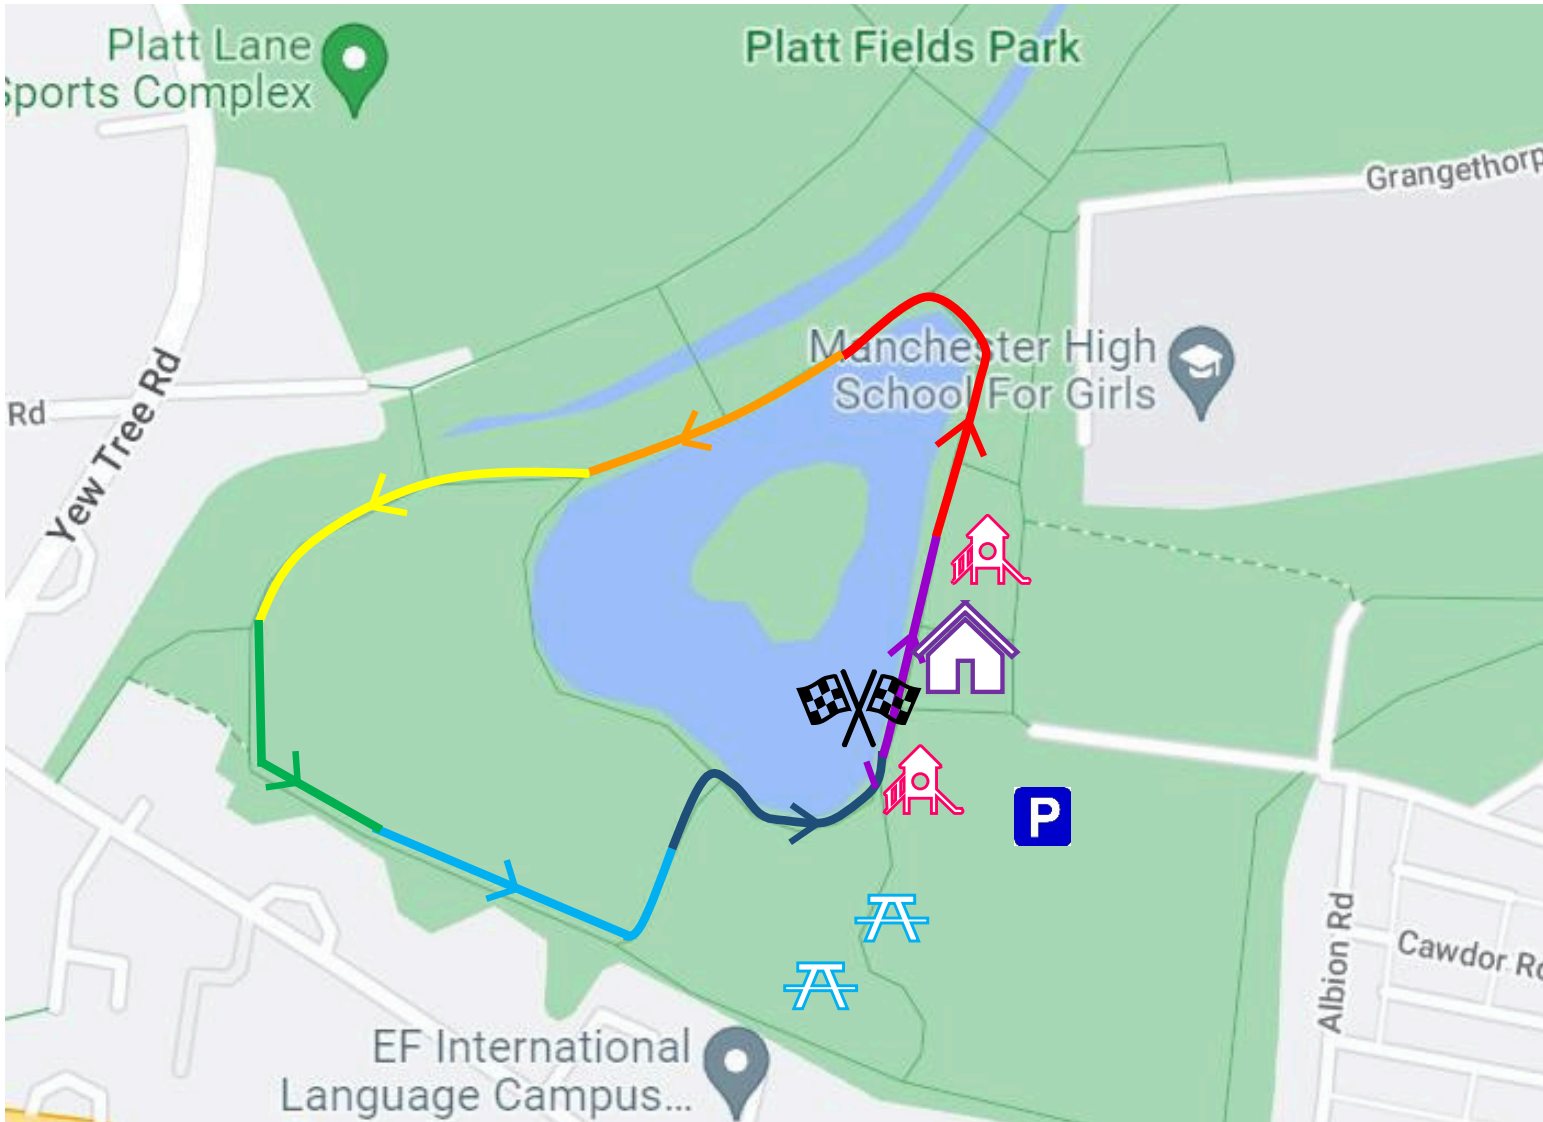 Platt Lane
Sports Complex
Platt Fields Park
Grangethorp
Manchester High
School For Girls
Rd
Yew Tree Rd
P
Albion Rd
Cawdor Rd
EF International
Language Campus...